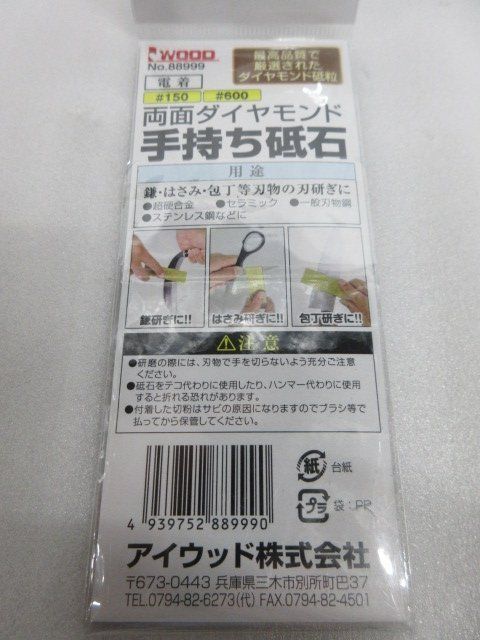 iWOOD
No.88999
最高品質で
厳選された
ダイヤモンド砥粒
電着
#150 #600
両面ダイヤモンド
手持ち砥石
用途
鎌・はさみ・包丁等刃物の刃研ぎに
●超硬合金 ●セラミック ●一般刃物鋼
●ステンレス鋼などに
鎌研ぎに!! はさみ研ぎに!! 包丁研ぎに!!
⚠注意
●研磨の際には、刃物で手を切らないよう充分ご注意
ください。
●砥石をテコ代わりに使用したり、ハンマー代わりに使用
すると折れる恐れがあります。
●付着した切粉はサビの原因になりますのでブラシ等で
払ってから保管してください。
紙 台紙
プラ 袋:PP
4 939752 889990
アイウッド株式会社
〒673-0443 兵庫県三木市別所町巴37
TEL.0794-82-6273(代) FAX.0794-82-4501